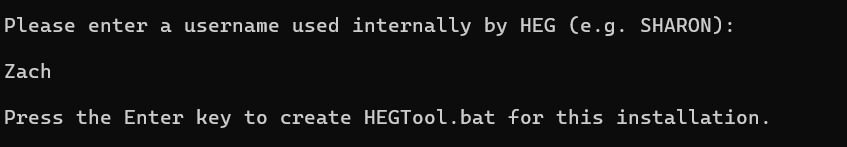 Please enter a username used internally by HEG (e.g. SHARON):
Zach
Press the Enter key to create HEGTool.bat for this installation.